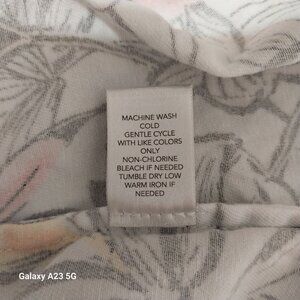 MACHINE WASH
COLD
GENTLE CYCLE
WITH LIKE COLORS
ONLY
NON-CHLORINE
BLEACH IF NEEDED
TUMBLE DRY LOW
WARM IRON IF
NEEDED
Galaxy A23 5G